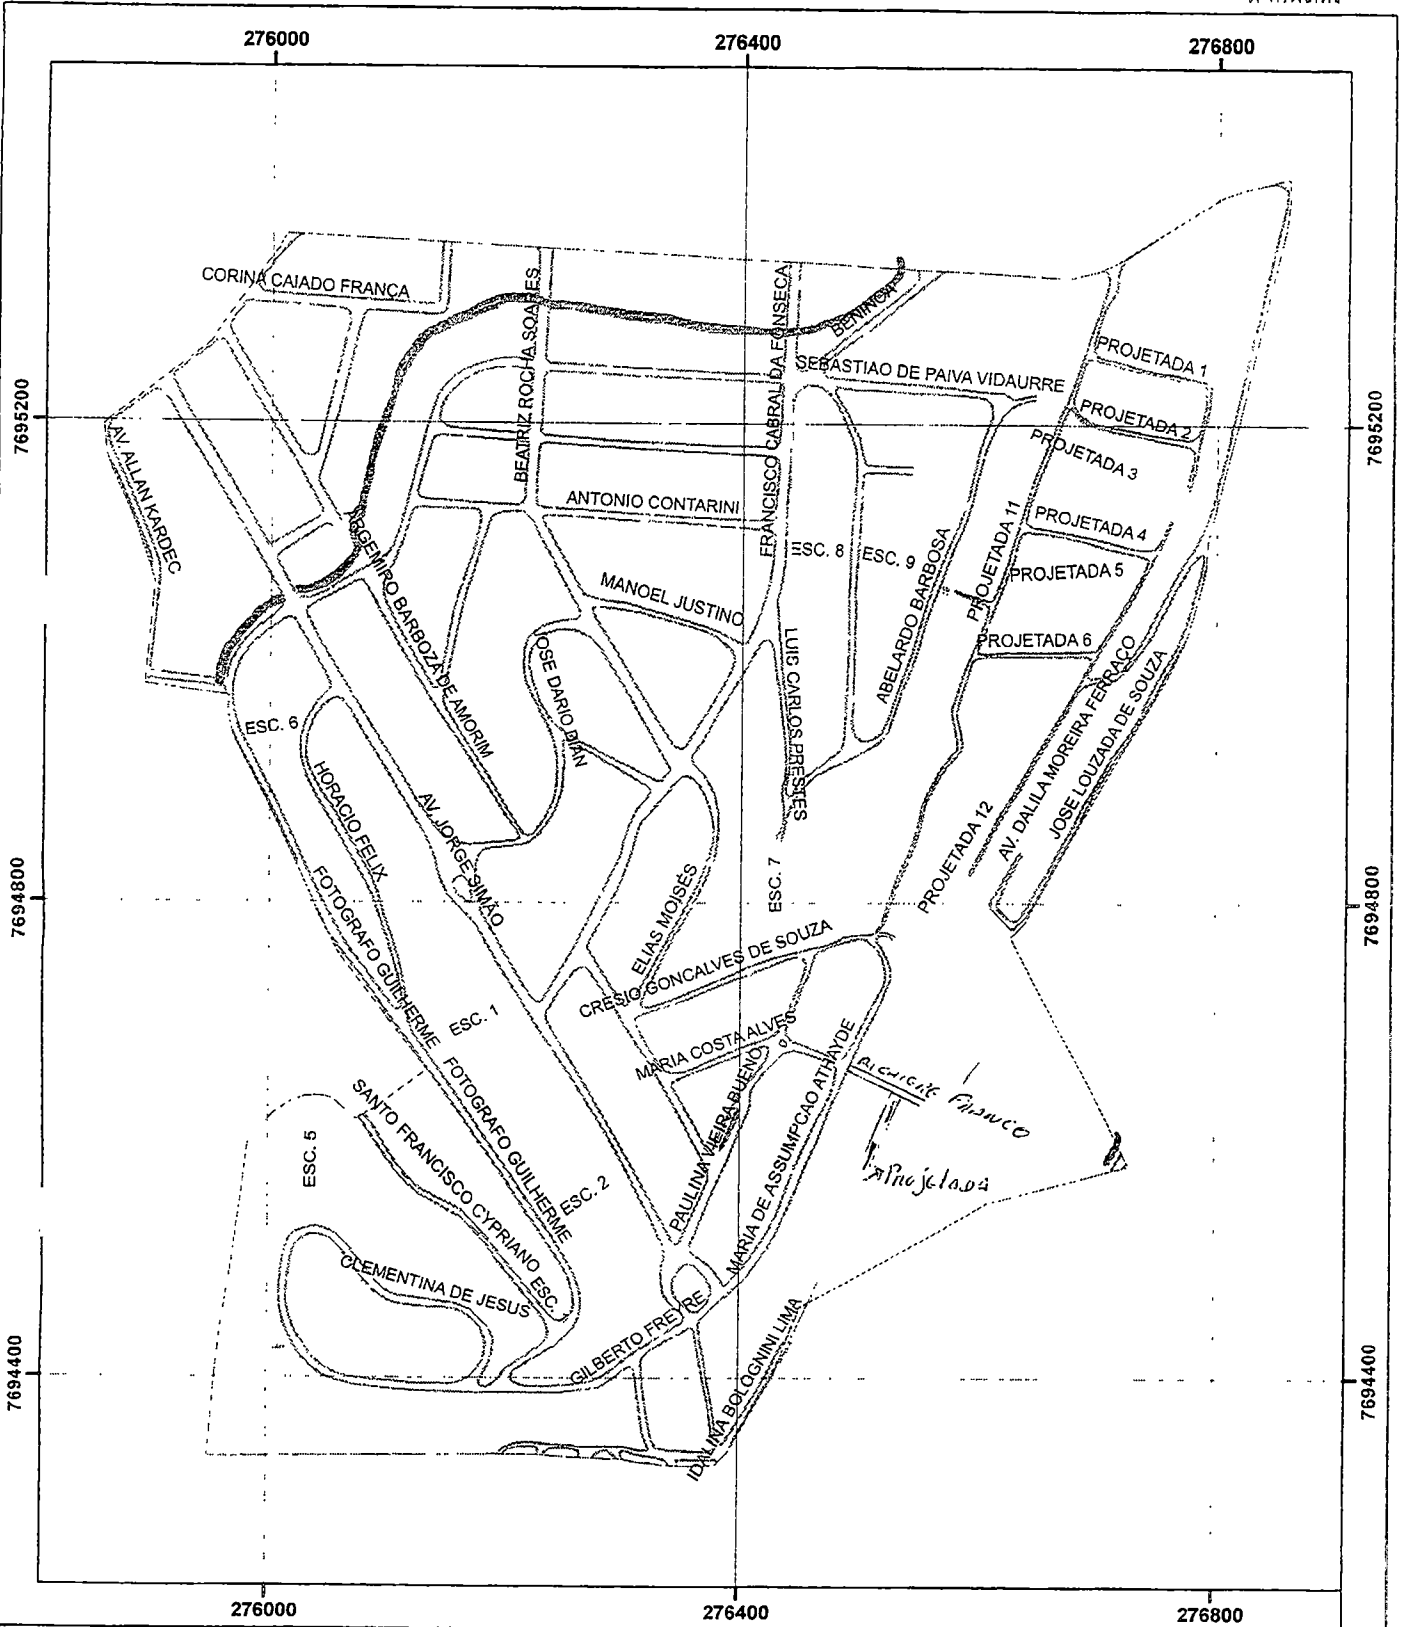 276000
276400
276800
CORINA CAIADO FRANÇA
BEATRIZ ROCHA SOARES
FRANCISCO CABRAL DA FONSECA
BENINCA
SEBASTIAO DE PAIVA VIDAURRE
PROJETADA 1
7695200
7695200
PROJETADA 2
PROJETADA 3
AV. ALLAN KARDEC
ANTONIO CONTARINI
PROJETADA 4
ARGEMIRO BARBOZA DE AMORIM
ESC. 8
ESC. 9
ABELARDO BARBOSA
PROJETADA 11
PROJETADA 5
MANOEL JUSTINO
PROJETADA 6
JOSE DARIO DIAN
LUIG CARLOS PRESTES
AV. DALILA MOREIRA FERRAÇO
JOSE LOUZADA DE SOUZA
ESC. 6
HORACIO FELIX
AV. JORGE SIMÃO
PROJETADA 12
7694800
7694800
ESC. 7
FOTOGRAFO GUILHERME
ELIAS MOISÉS
CRESIO GONCALVES DE SOUZA
ESC. 1
MARIA COSTA ALVES
FOTOGRAFO GUILHERME
PAULINA VIEIRA BUENO
MARIA DE ASSUMPCAO ATHAYDE
FRANCO
SANTO FRANCISCO CYPRIANO
ESC. 5
ESC. 2
Projetada
CLEMENTINA DE JESUS
ESC.
GILBERTO FREYRE
IDALINA BOLOGNINI LIMA
7694400
7694400
276000
276400
276800